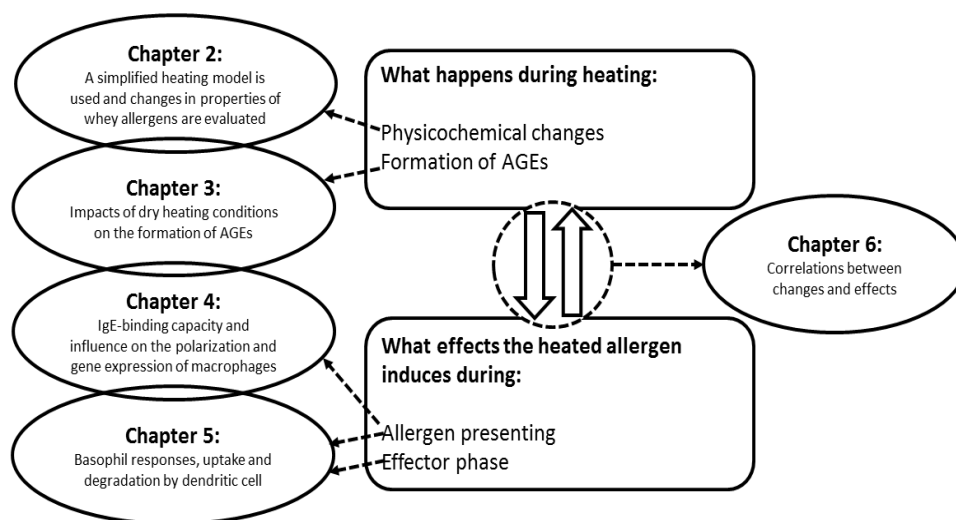 Chapter 2:
A simplified heating model is
used and changes in properties of
whey allergens are evaluated
Chapter 3:
Impacts of dry heating conditions
on the formation of AGEs
Chapter 4:
IgE-binding capacity and
influence on the polarization and
gene expression of macrophages
Chapter 5:
Basophil responses, uptake and
degradation by dendritic cell
What happens during heating:
Physicochemical changes
Formation of AGEs
What effects the heated allergen
induces during:
Allergen presenting
Effector phase
Chapter 6:
Correlations between
changes and effects